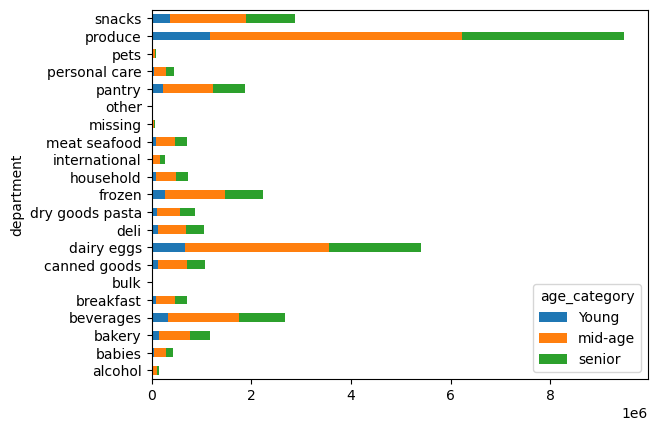 snacks
produce
pets
personal care
pantry
other
missing
meat seafood
international
household
frozen
dry goods pasta
deli
dairy eggs
canned goods
bulk
breakfast
beverages
bakery
babies
alcohol
department
age_category
Young
mid-age
senior
0 2 4 6 8
1e6